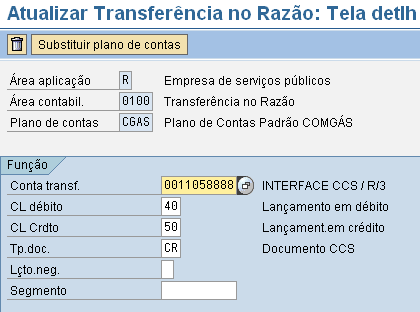 Atualizar Transferência no Razão: Tela detlh
Substituir plano de contas
Área aplicação R Empresa de serviços públicos
Área contabil. 0100 Transferência no Razão
Plano de contas CGAS Plano de Contas Padrão COMGÁS
Função
Conta transf. 0011058888 INTERFACE CCS / R/3
CL débito 40 Lançamento em débito
CL Crdto 50 Lançament.em crédito
Tp.doc. CR Documento CCS
Lçto.neg.
Segmento